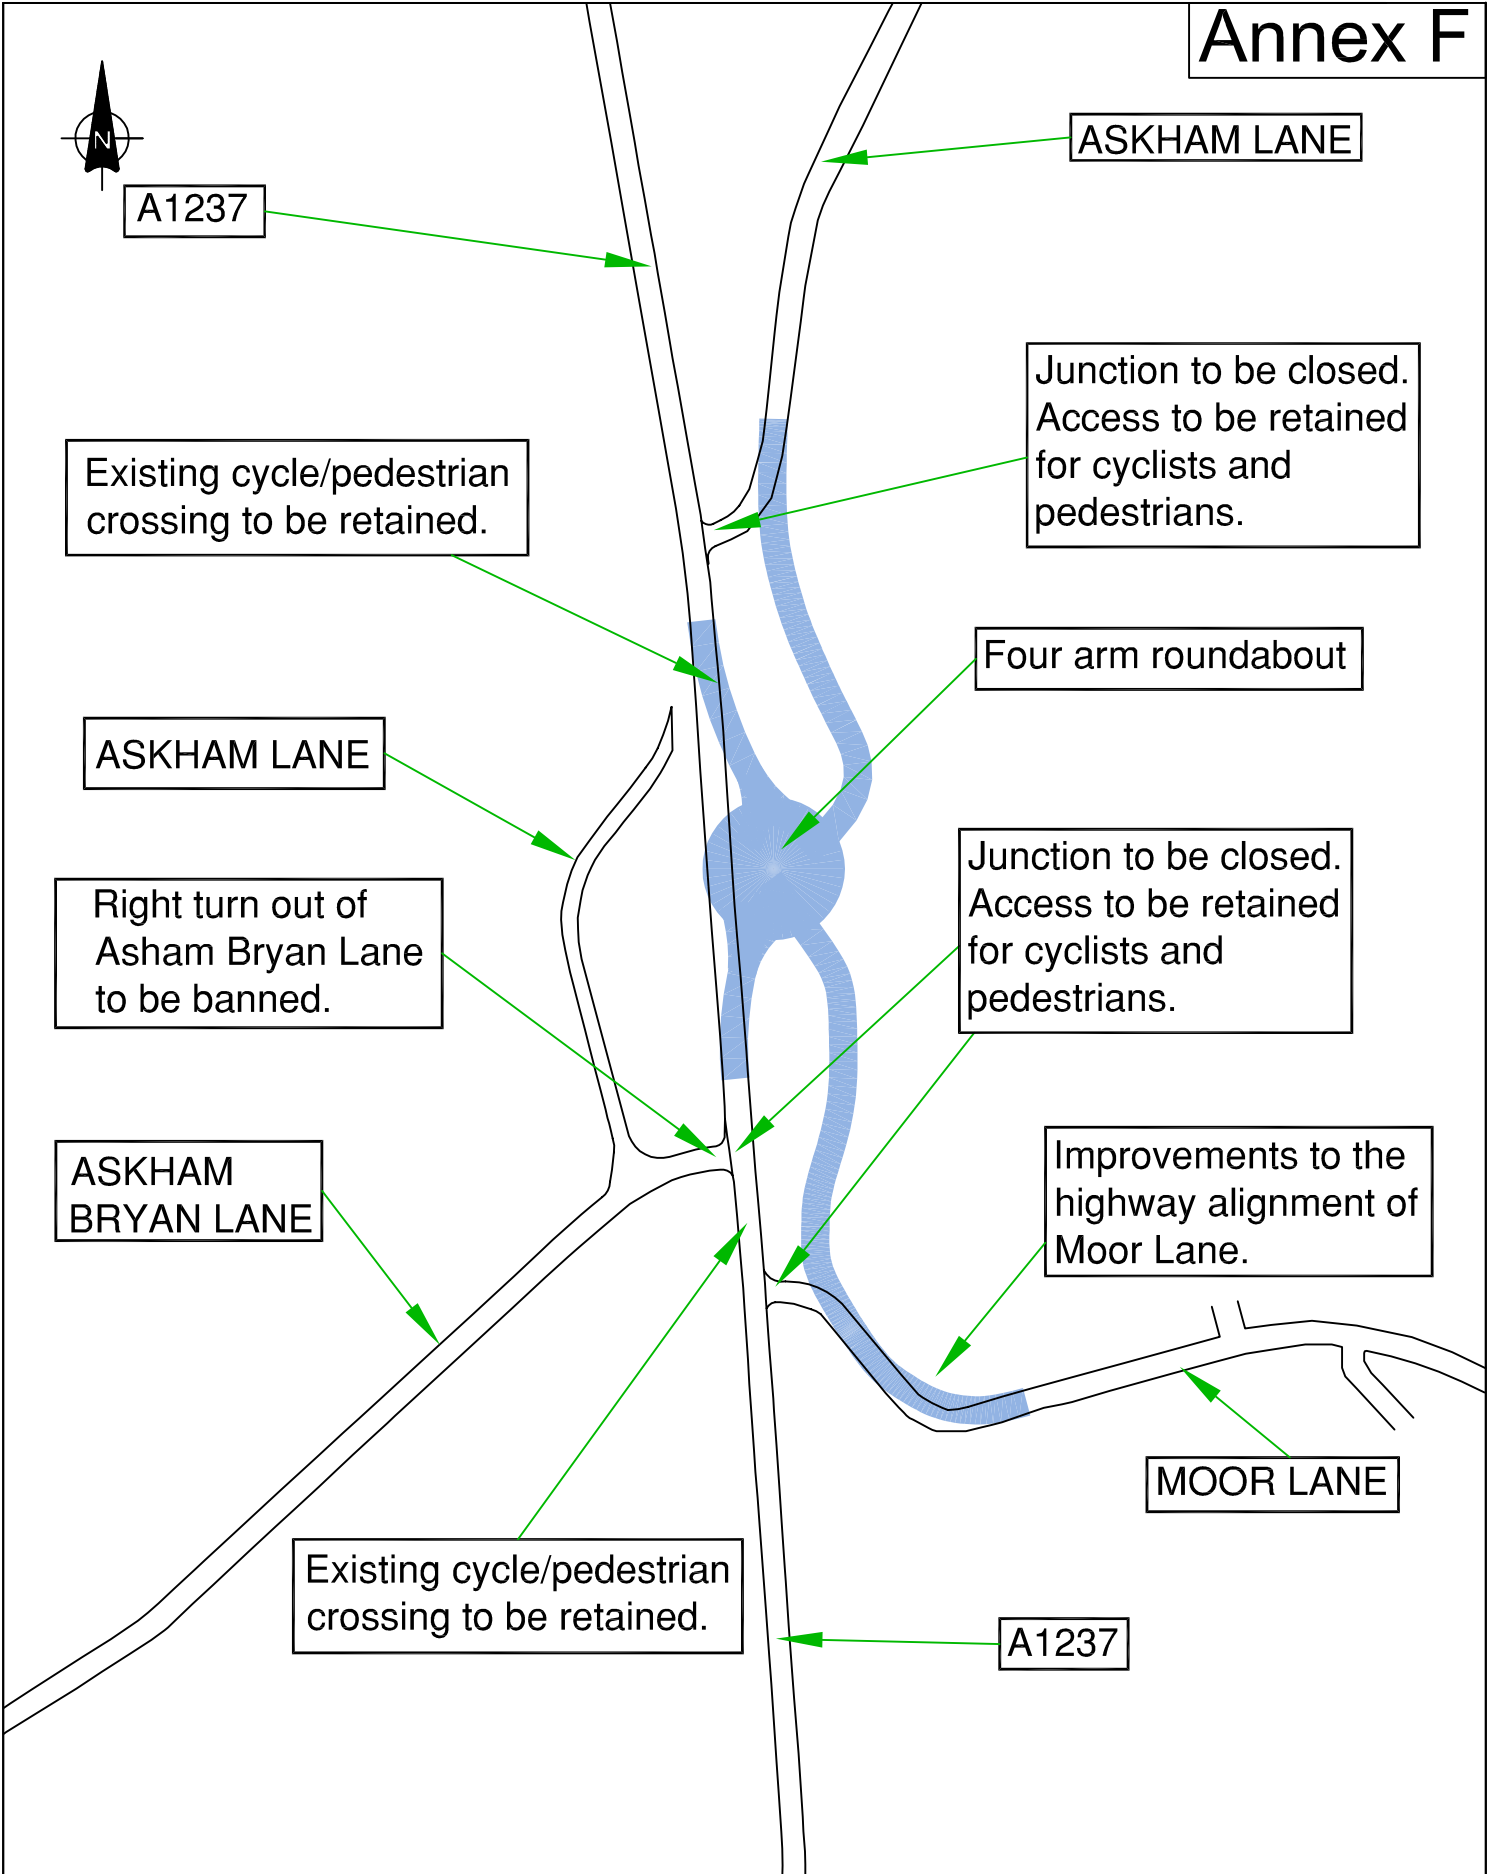 Annex F
N
ASKHAM LANE
A1237
Junction to be closed.
Access to be retained
for cyclists and
pedestrians.
Existing cycle/pedestrian
crossing to be retained.
Four arm roundabout
ASKHAM LANE
Junction to be closed.
Access to be retained
for cyclists and
pedestrians.
Right turn out of
Asham Bryan Lane
to be banned.
Improvements to the
highway alignment of
Moor Lane.
ASKHAM
BRYAN LANE
MOOR LANE
Existing cycle/pedestrian
crossing to be retained.
A1237